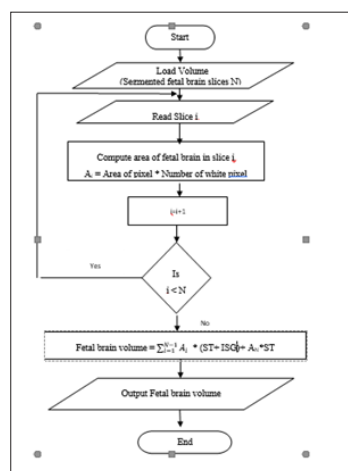 Start
Load Volume
(Segmented fetal brain slices N)
Read Slice i.
Compute area of fetal brain in slice i,
Aᵢ = Area of pixel * Number of white pixel
i=i+1
Yes
Is
i < N
No
Fetal brain volume = ∑ᵢ₌₁ᴺ⁻¹ Aᵢ * (ST+ ISG)+ Aₙ*ST
Output Fetal brain volume
End